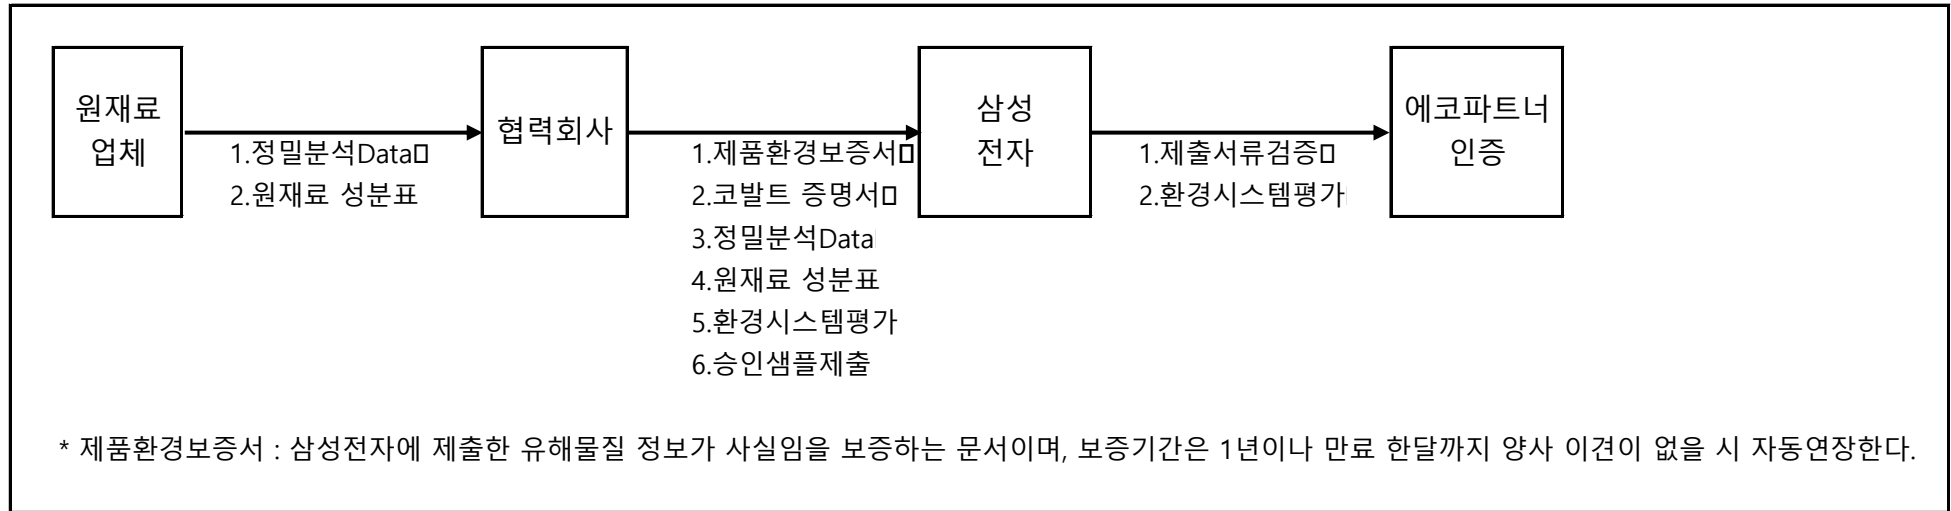 원재료
업체
협력회사
삼성
전자
에코파트너
인증
1.정밀분석Data
2.원재료 성분표
1.제품환경보증서
2.코발트 증명서
3.정밀분석Data
4.원재료 성분표
5.환경시스템평가
6.승인샘플제출
1.제출서류검증
2.환경시스템평가
* 제품환경보증서 : 삼성전자에 제출한 유해물질 정보가 사실임을 보증하는 문서이며, 보증기간은 1년이나 만료 한달까지 양사 이견이 없을 시 자동연장한다.